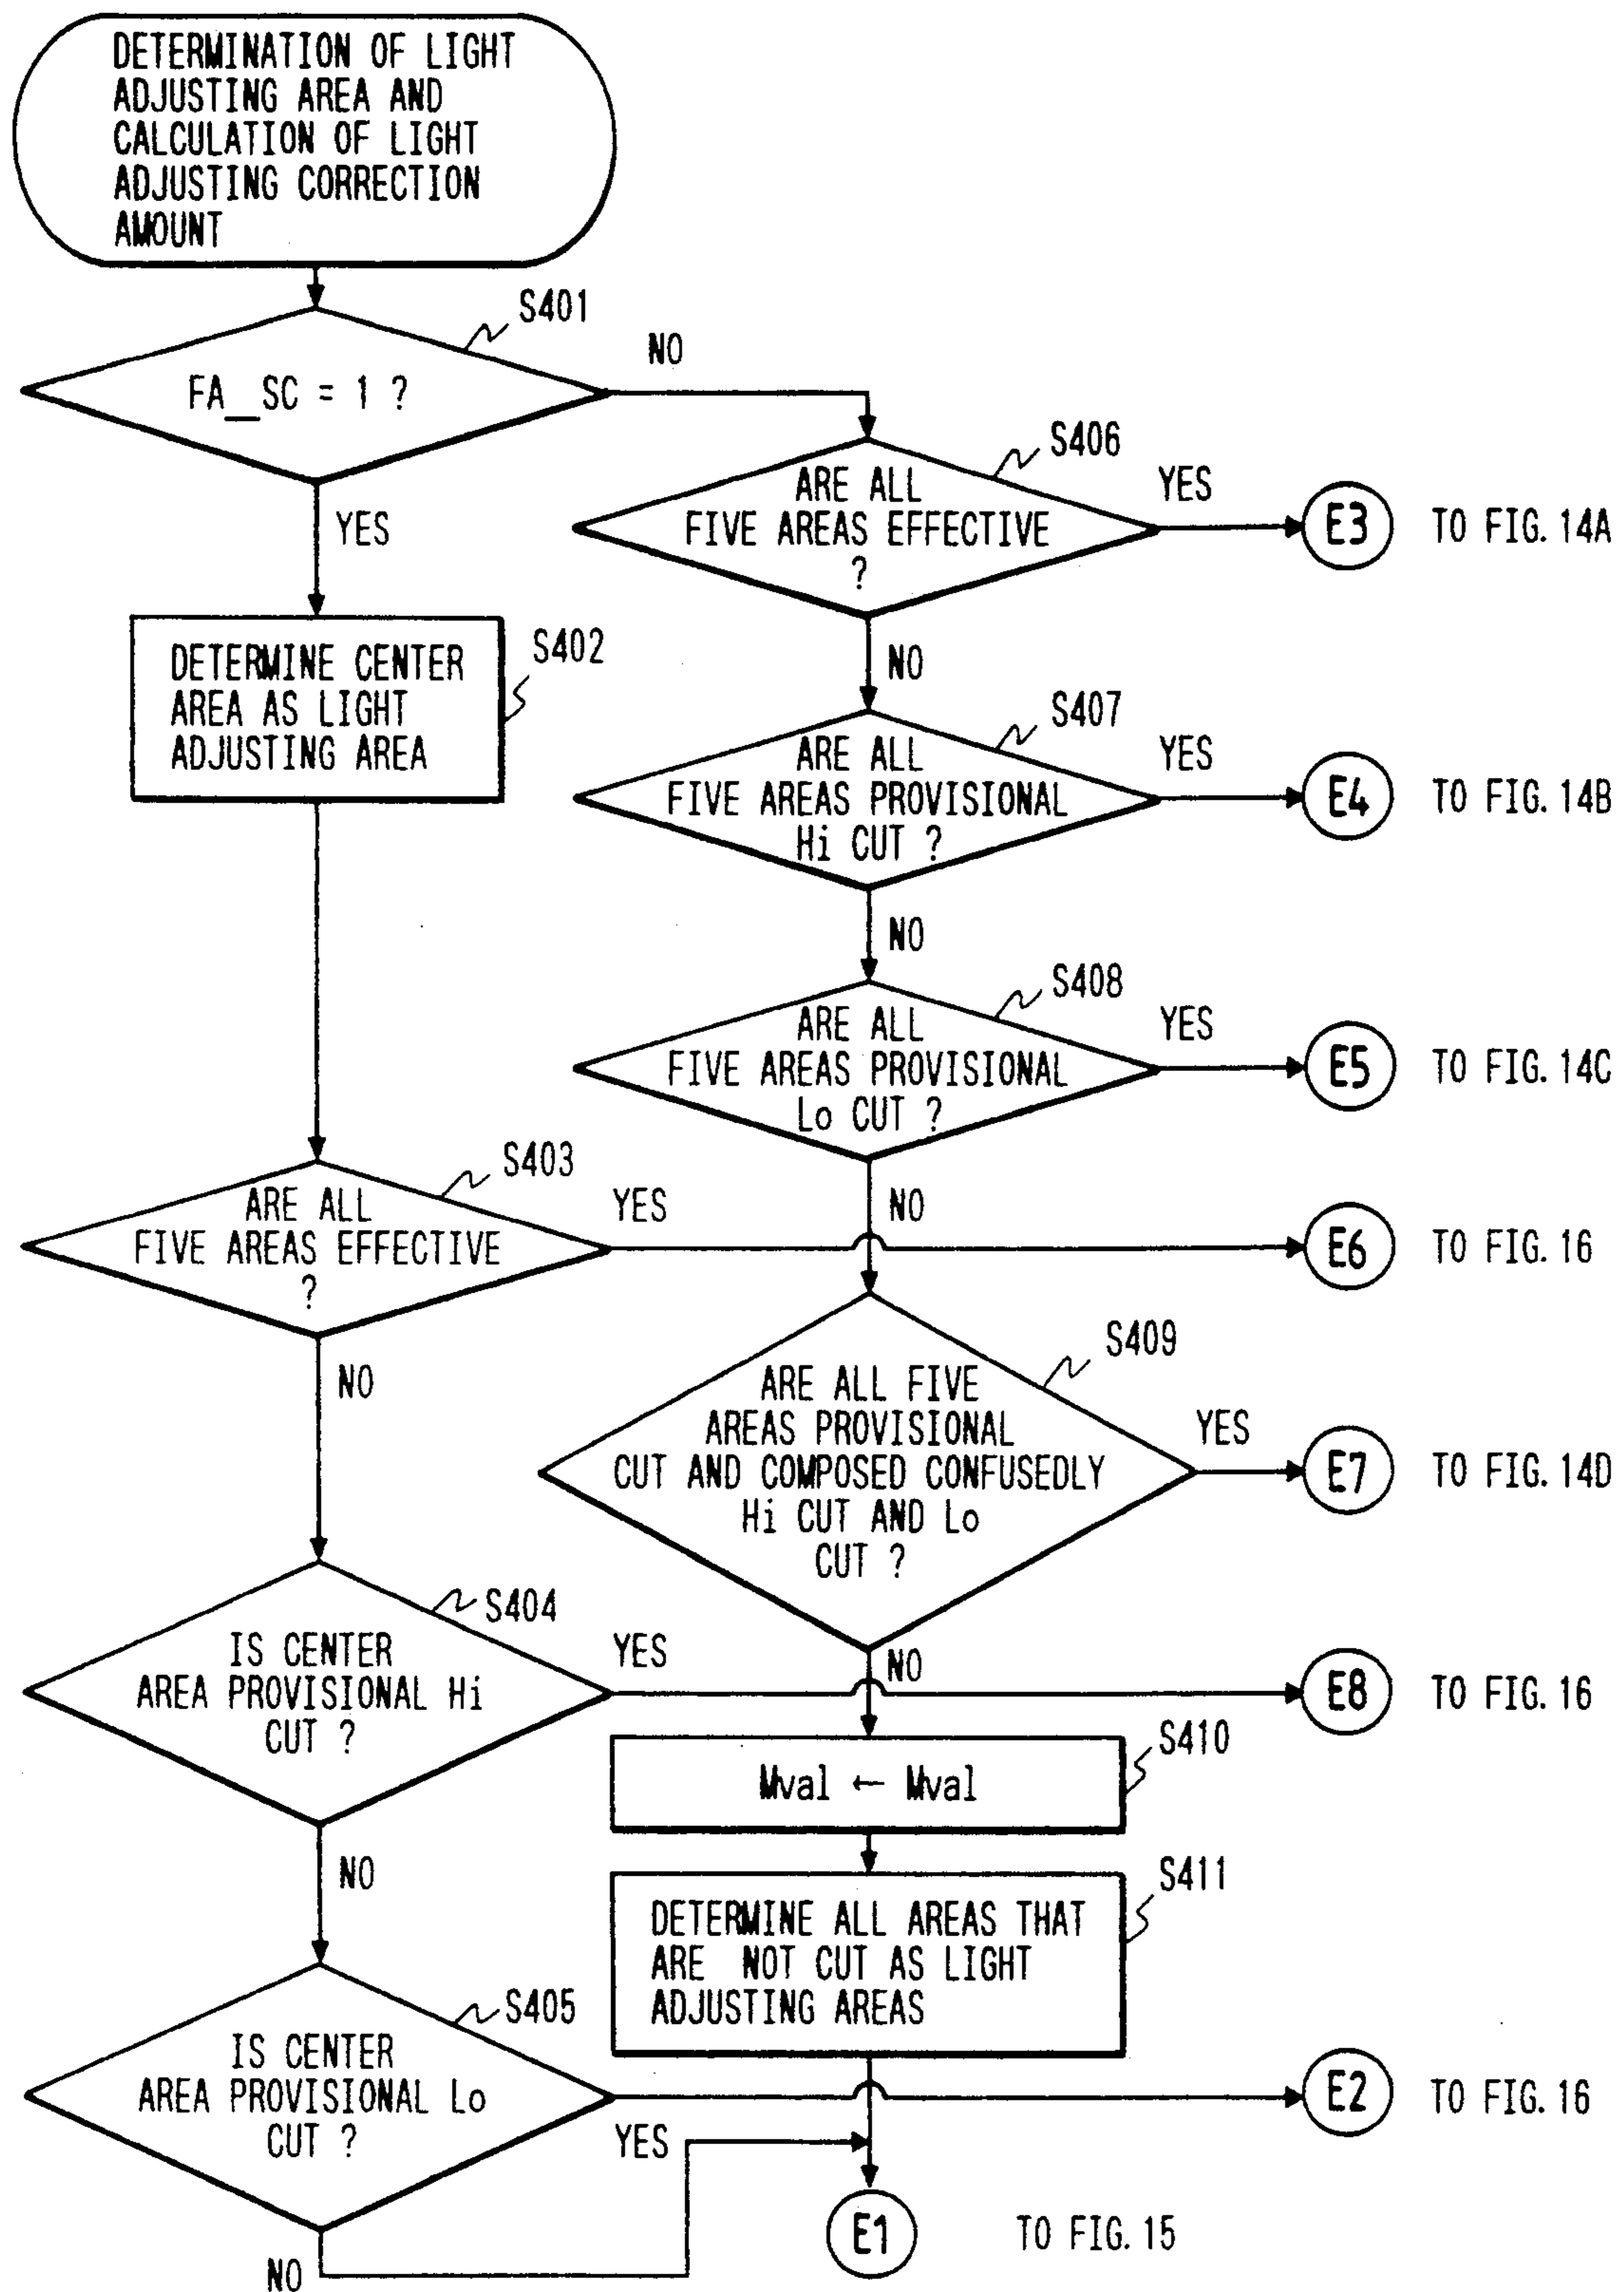 DETERMINATION OF LIGHT
ADJUSTING AREA AND
CALCULATION OF LIGHT
ADJUSTING CORRECTION
AMOUNT
S401
FA_SC = 1 ?
NO
YES
S406
ARE ALL
FIVE AREAS EFFECTIVE
?
YES
E3
TO FIG. 14A
NO
S402
DETERMINE CENTER
AREA AS LIGHT
ADJUSTING AREA
S407
ARE ALL
FIVE AREAS PROVISIONAL
Hi CUT ?
YES
E4
TO FIG. 14B
NO
S408
ARE ALL
FIVE AREAS PROVISIONAL
Lo CUT ?
YES
E5
TO FIG. 14C
NO
S403
ARE ALL
FIVE AREAS EFFECTIVE
?
YES
E6
TO FIG. 16
NO
S409
ARE ALL FIVE
AREAS PROVISIONAL
CUT AND COMPOSED CONFUSEDLY
Hi CUT AND Lo
CUT ?
YES
E7
TO FIG. 14D
NO
S404
IS CENTER
AREA PROVISIONAL Hi
CUT ?
YES
E8
TO FIG. 16
NO
S410
Mval ← Mval
S411
DETERMINE ALL AREAS THAT
ARE NOT CUT AS LIGHT
ADJUSTING AREAS
S405
IS CENTER
AREA PROVISIONAL Lo
CUT ?
YES
E2
TO FIG. 16
NO
E1
TO FIG. 15